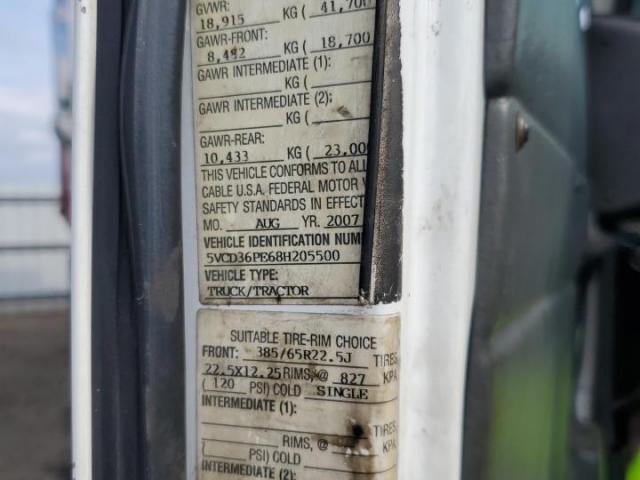 GVWR:
18,915 KG ( 41,700
GAWR-FRONT:
8,482 KG ( 18,700
GAWR INTERMEDIATE (1):
KG (
GAWR INTERMEDIATE (2):
KG (
GAWR-REAR:
10,433 KG ( 23,000
THIS VEHICLE CONFORMS TO ALL
CABLE U.S.A. FEDERAL MOTOR V
SAFETY STANDARDS IN EFFECT
MO. AUG YR. 2007
VEHICLE IDENTIFICATION NUM
5VCD36PE68H205500
VEHICLE TYPE:
TRUCK/TRACTOR
SUITABLE TIRE-RIM CHOICE
FRONT: 385/65R22.5J TIRES,
22.5X12.25 RIMS, @ 827 KPA
( 120 PSI) COLD SINGLE
INTERMEDIATE (1):
TIRES,
RIMS, @ KPA
( PSI) COLD
INTERMEDIATE (2):